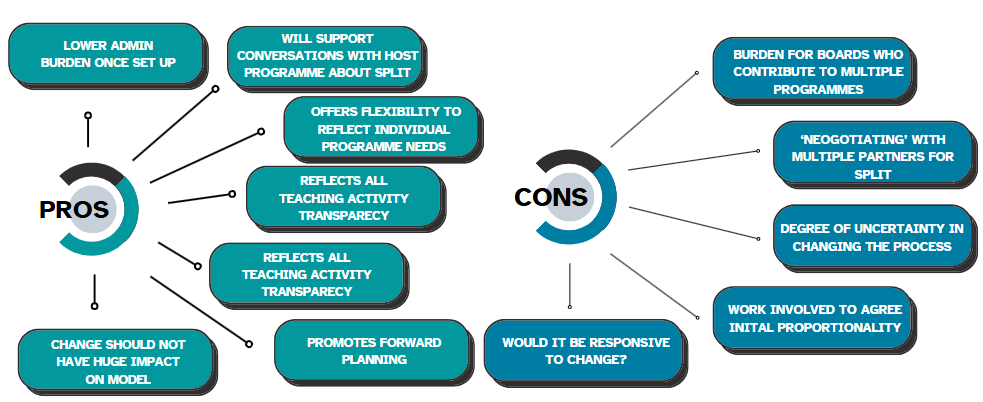 LOWER ADMIN
BURDEN ONCE SET UP
WILL SUPPORT
CONVERSATIONS WITH HOST
PROGRAMME ABOUT SPLIT
OFFERS FLEXIBILITY TO
REFLECT INDIVIDUAL
PROGRAMME NEEDS
REFLECTS ALL
TEACHING ACTIVITY
TRANSPARECY
PROS
REFLECTS ALL
TEACHING ACTIVITY
TRANSPARECY
CHANGE SHOULD NOT
HAVE HUGE IMPACT
ON MODEL
PROMOTES FORWARD
PLANNING
BURDEN FOR BOARDS WHO
CONTRIBUTE TO MULTIPLE
PROGRAMMES
'NEOGOTIATING' WITH
MULTIPLE PARTNERS FOR
SPLIT
CONS
DEGREE OF UNCERTAINTY IN
CHANGING THE PROCESS
WORK INVOLVED TO AGREE
INITAL PROPORTIONALITY
WOULD IT BE RESPONSIVE
TO CHANGE?